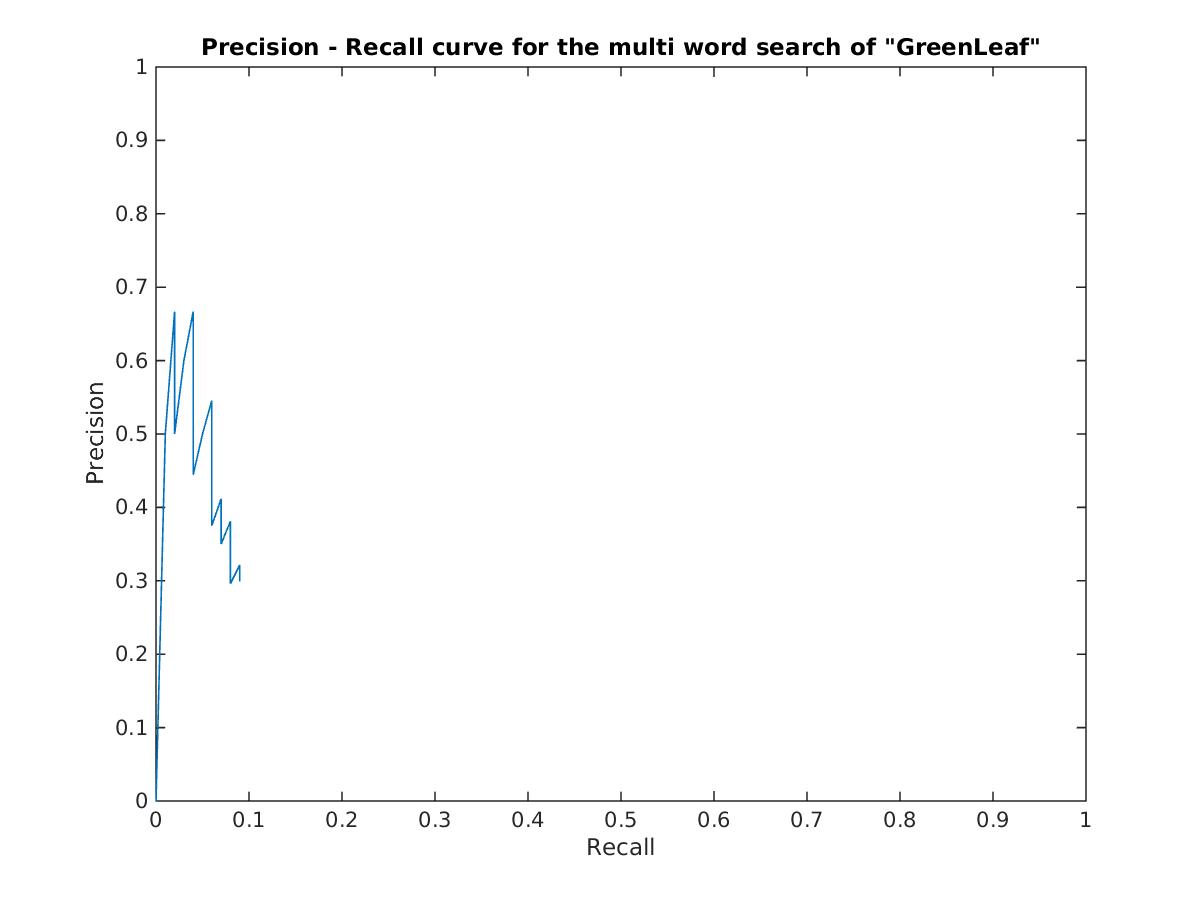 Precision - Recall curve for the multi word search of "GreenLeaf"
1
0.9
0.8
0.7
0.6
0.5
0.4
0.3
0.2
0.1
0
Precision
0 0.1 0.2 0.3 0.4 0.5 0.6 0.7 0.8 0.9 1
Recall